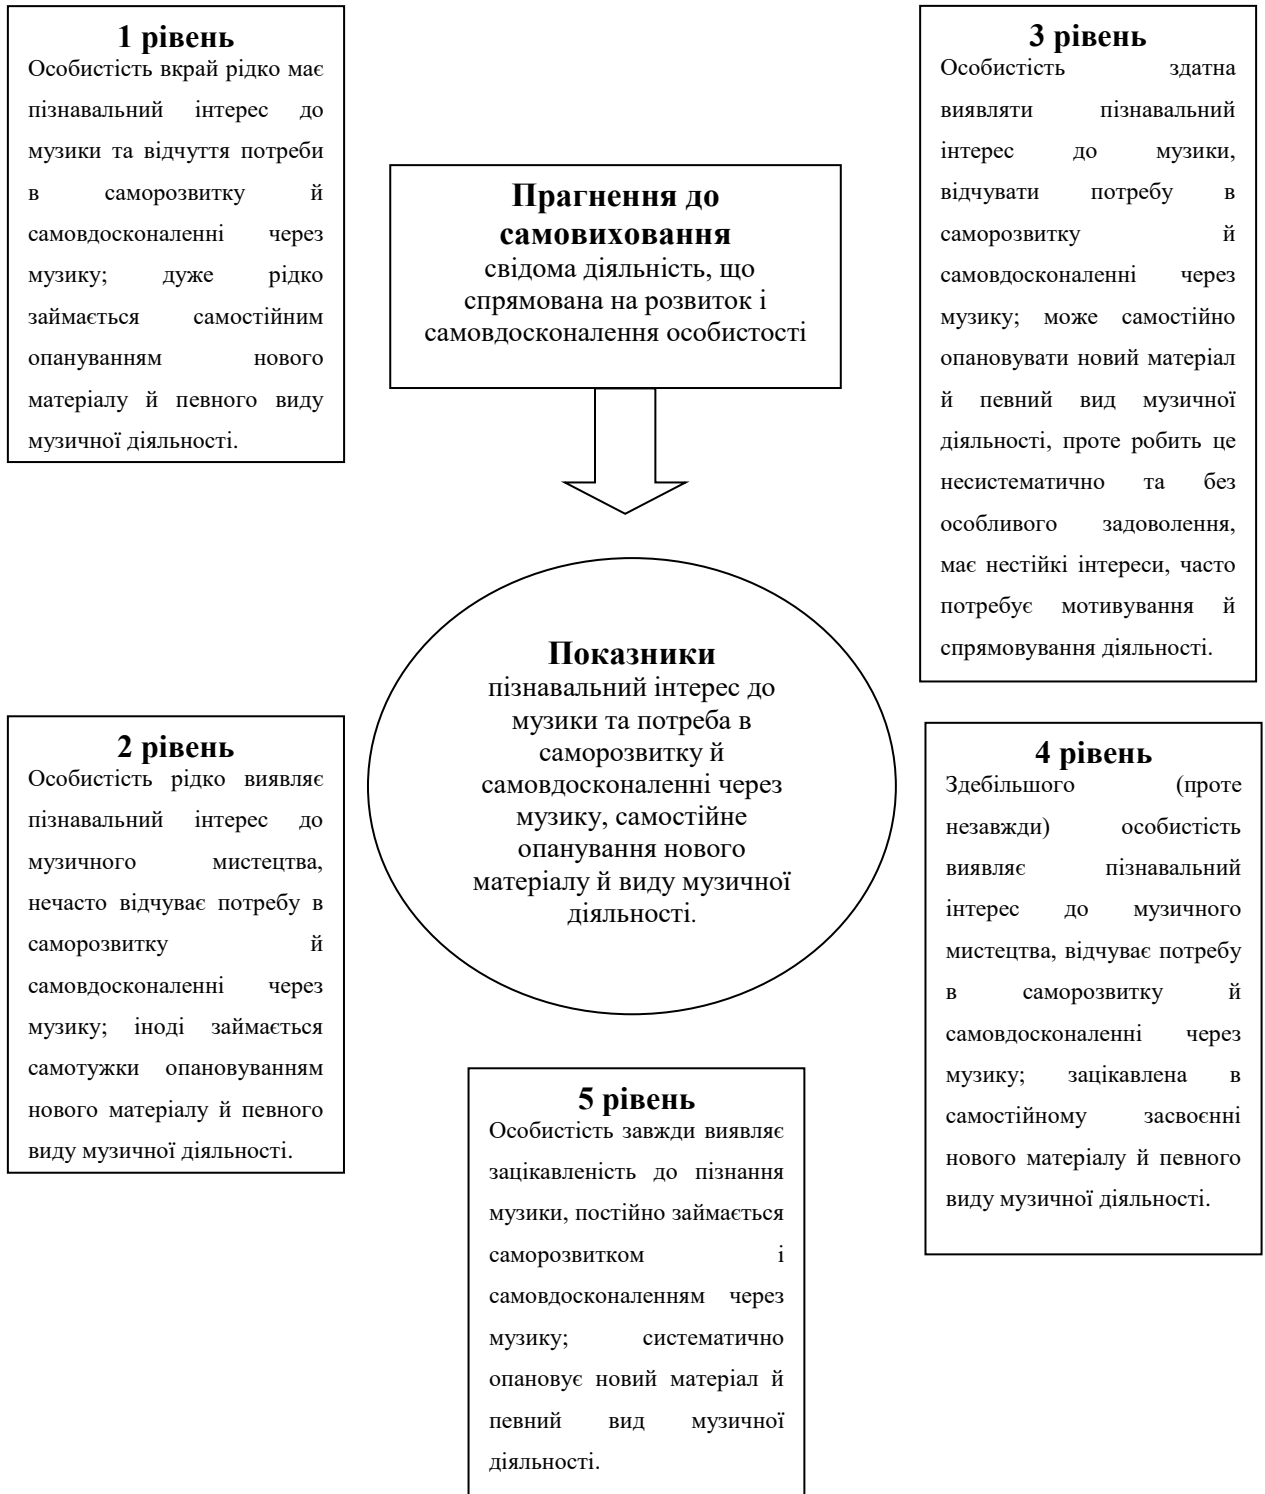 1 рівень
Особистість вкрай рідко має
пізнавальний інтерес до
музики та відчуття потреби
в саморозвитку й
самовдосконаленні через
музику; дуже рідко
займається самостійним
опануванням нового
матеріалу й певного виду
музичної діяльності.
Прагнення до
самовиховання
свідома діяльність, що
спрямована на розвиток і
самовдосконалення особистості
3 рівень
Особистість здатна
виявляти пізнавальний
інтерес до музики,
відчувати потребу в
саморозвитку й
самовдосконаленні через
музику; може самостійно
опановувати новий матеріал
й певний вид музичної
діяльності, проте робить це
несистематично та без
особливого задоволення,
має нестійкі інтереси, часто
потребує мотивування й
спрямовування діяльності.
Показники
пізнавальний інтерес до
музики та потреба в
саморозвитку й
самовдосконаленні через
музику, самостійне
опанування нового
матеріалу й виду музичної
діяльності.
2 рівень
Особистість рідко виявляє
пізнавальний інтерес до
музичного мистецтва,
нечасто відчуває потребу в
саморозвитку й
самовдосконаленні через
музику; іноді займається
самотужки опановуванням
нового матеріалу й певного
виду музичної діяльності.
4 рівень
Здебільшого (проте
незавжди) особистість
виявляє пізнавальний
інтерес до музичного
мистецтва, відчуває потребу
в саморозвитку й
самовдосконаленні через
музику; зацікавлена в
самостійному засвоєнні
нового матеріалу й певного
виду музичної діяльності.
5 рівень
Особистість завжди виявляє
зацікавленість до пізнання
музики, постійно займається
саморозвитком і
самовдосконаленням через
музику; систематично
опановує новий матеріал й
певний вид музичної
діяльності.